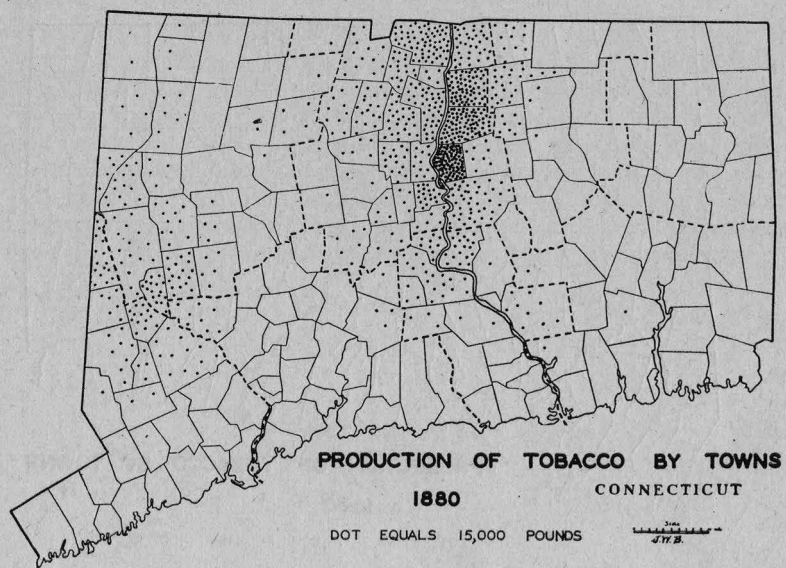 PRODUCTION OF TOBACCO BY TOWNS
1880
CONNECTICUT
DOT EQUALS 15,000 POUNDS
J.W.B.